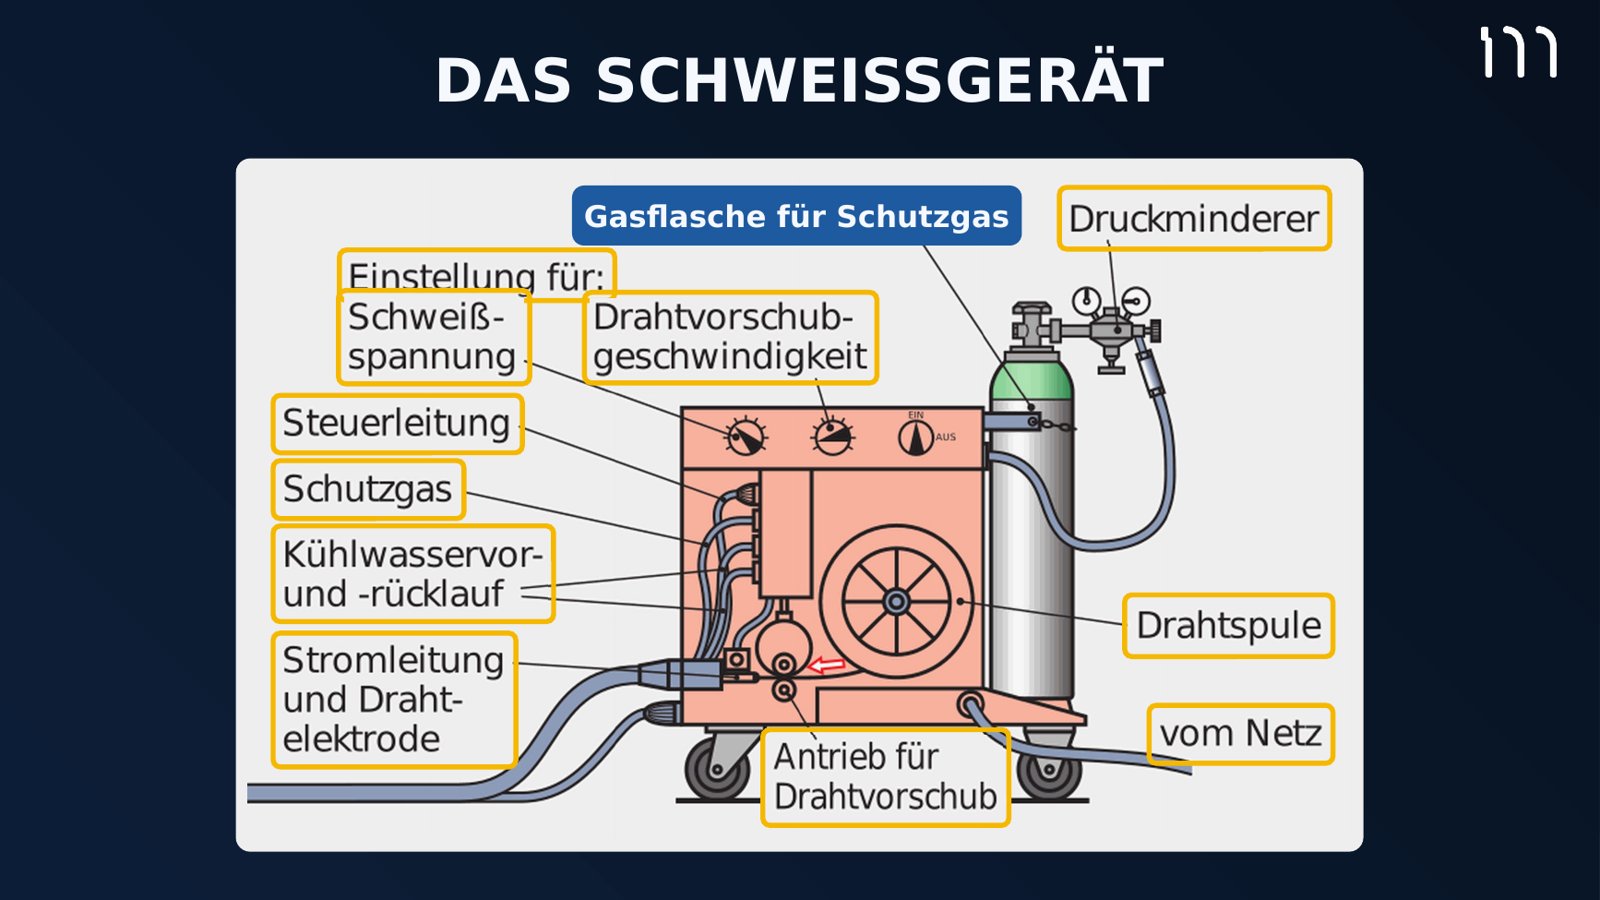 DAS SCHWEISSGERÄT
m
Gasflasche für Schutzgas
Druckminderer
Einstellung für:
Schweiß-
spannung
Drahtvorschub-
geschwindigkeit
Steuerleitung
EIN
AUS
Schutzgas
Kühlwasservor-
und -rücklauf
Drahtspule
Stromleitung
und Draht-
elektrode
vom Netz
Antrieb für
Drahtvorschub